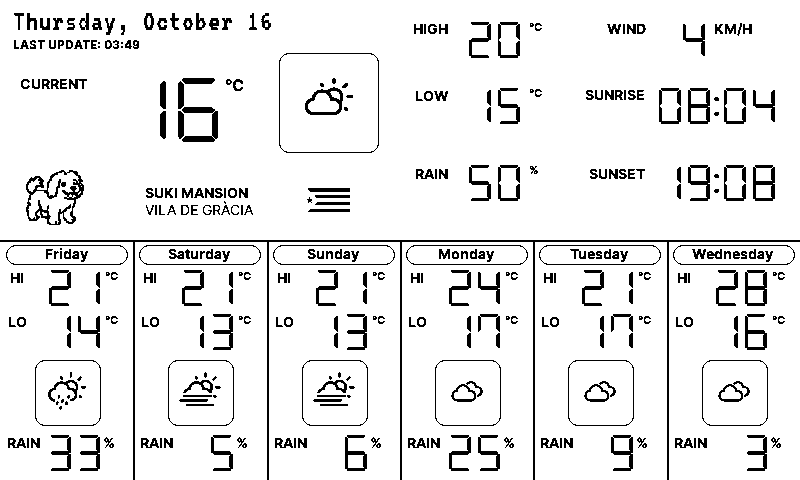 Thursday, October 16
LAST UPDATE: 03:49
CURRENT 16 °C
SUKI MANSION
VILA DE GRÀCIA
HIGH 20 °C
LOW 15 °C
RAIN 50 %
WIND 4 KM/H
SUNRISE 08:04
SUNSET 19:08
Friday
HI 21 °C
LO 14 °C
RAIN 33 %
Saturday
HI 21 °C
LO 13 °C
RAIN 5 %
Sunday
HI 21 °C
LO 13 °C
RAIN 6 %
Monday
HI 24 °C
LO 17 °C
RAIN 25 %
Tuesday
HI 21 °C
LO 17 °C
RAIN 9 %
Wednesday
HI 28 °C
LO 16 °C
RAIN 3 %